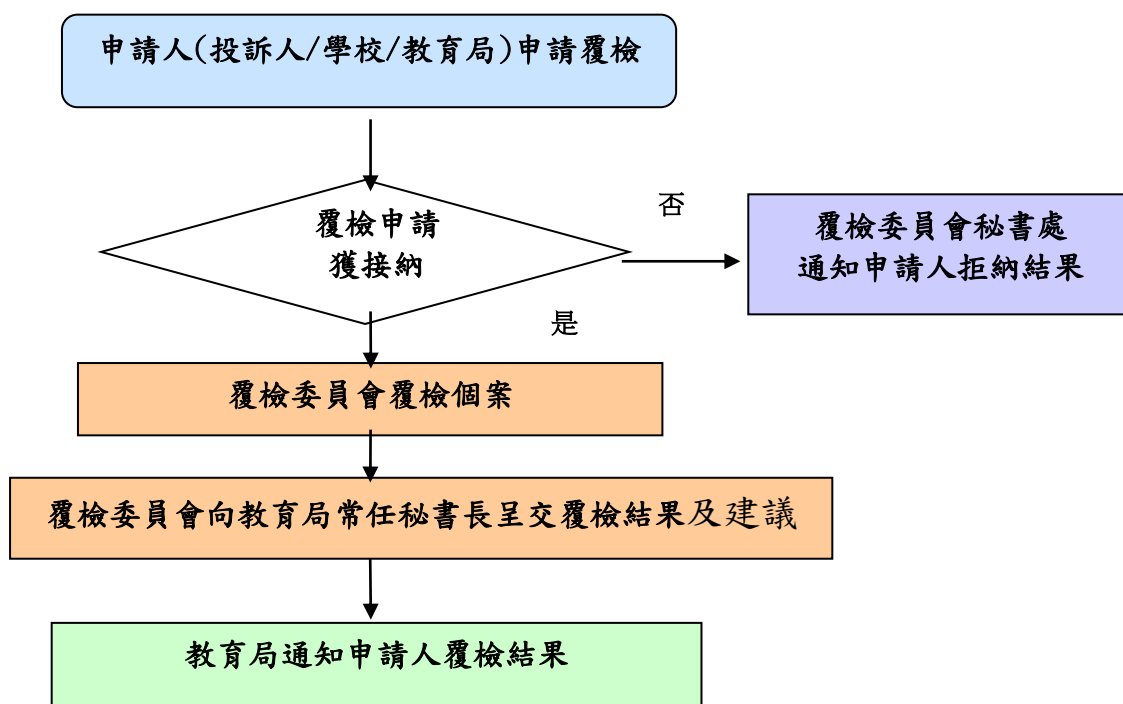 申請人(投訴人/學校/教育局)申請覆檢
覆檢申請
獲接納
否
覆檢委員會秘書處
通知申請人拒納結果
是
覆檢委員會覆檢個案
覆檢委員會向教育局常任秘書長呈交覆檢結果及建議
教育局通知申請人覆檢結果